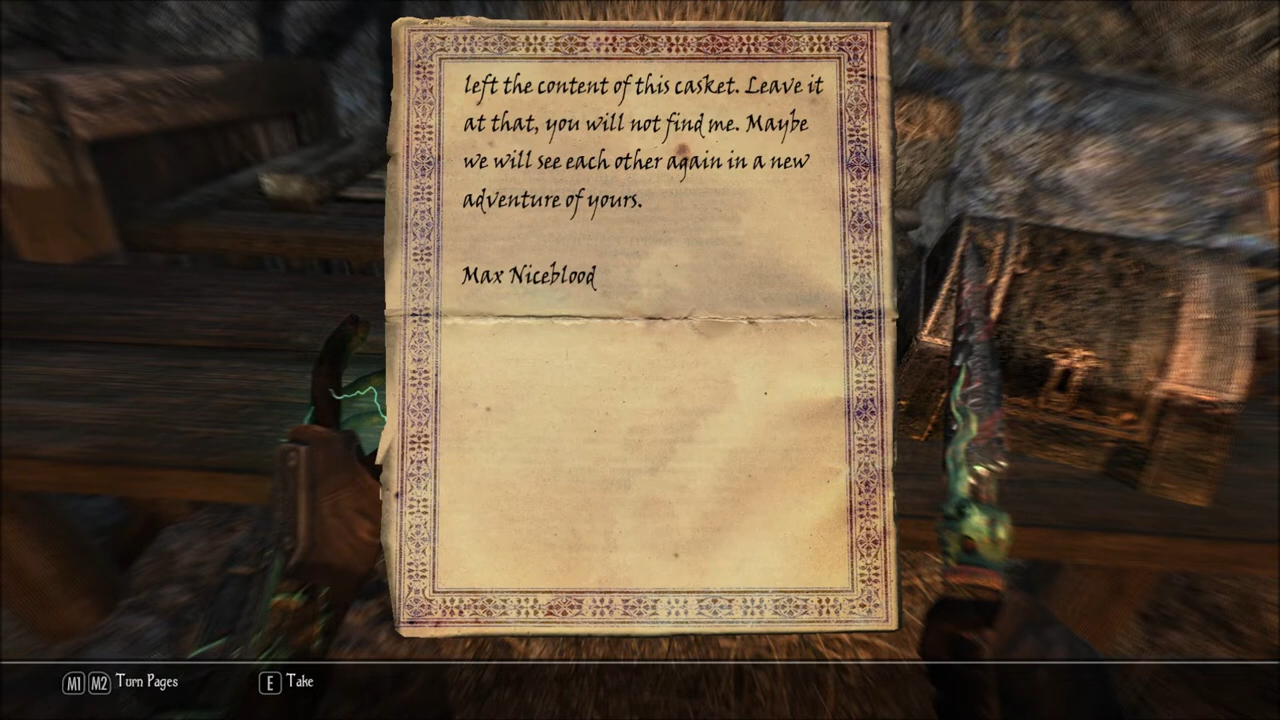 left the content of this casket. Leave it
at that, you will not find me. Maybe
we will see each other again in a new
adventure of yours.
Max Niceblood
M1 M2 Turn Pages
E Take